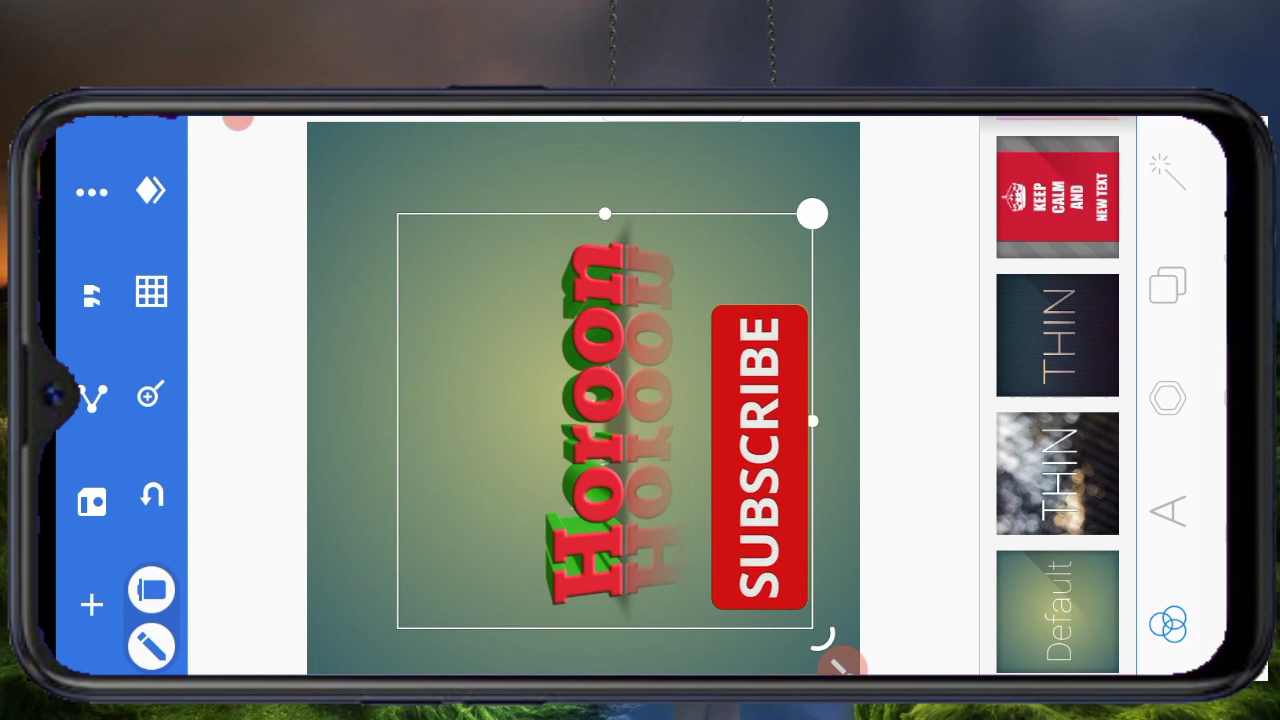 Horoon
SUBSCRIBE
KEEP
CALM
AND
NEW TEXT
THIN
THIN
Default
A